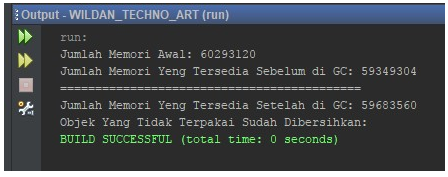 Output - WILDAN_TECHNO_ART (run)
run:
Jumlah Memori Awal: 60293120
Jumlah Memori Yeng Tersedia Sebelum di GC: 59349304
===========================================
Jumlah Memori Yeng Tersedia Setelah di GC: 59683560
Objek Yang Tidak Terpakai Sudah Dibersihkan:
BUILD SUCCESSFUL (total time: 0 seconds)